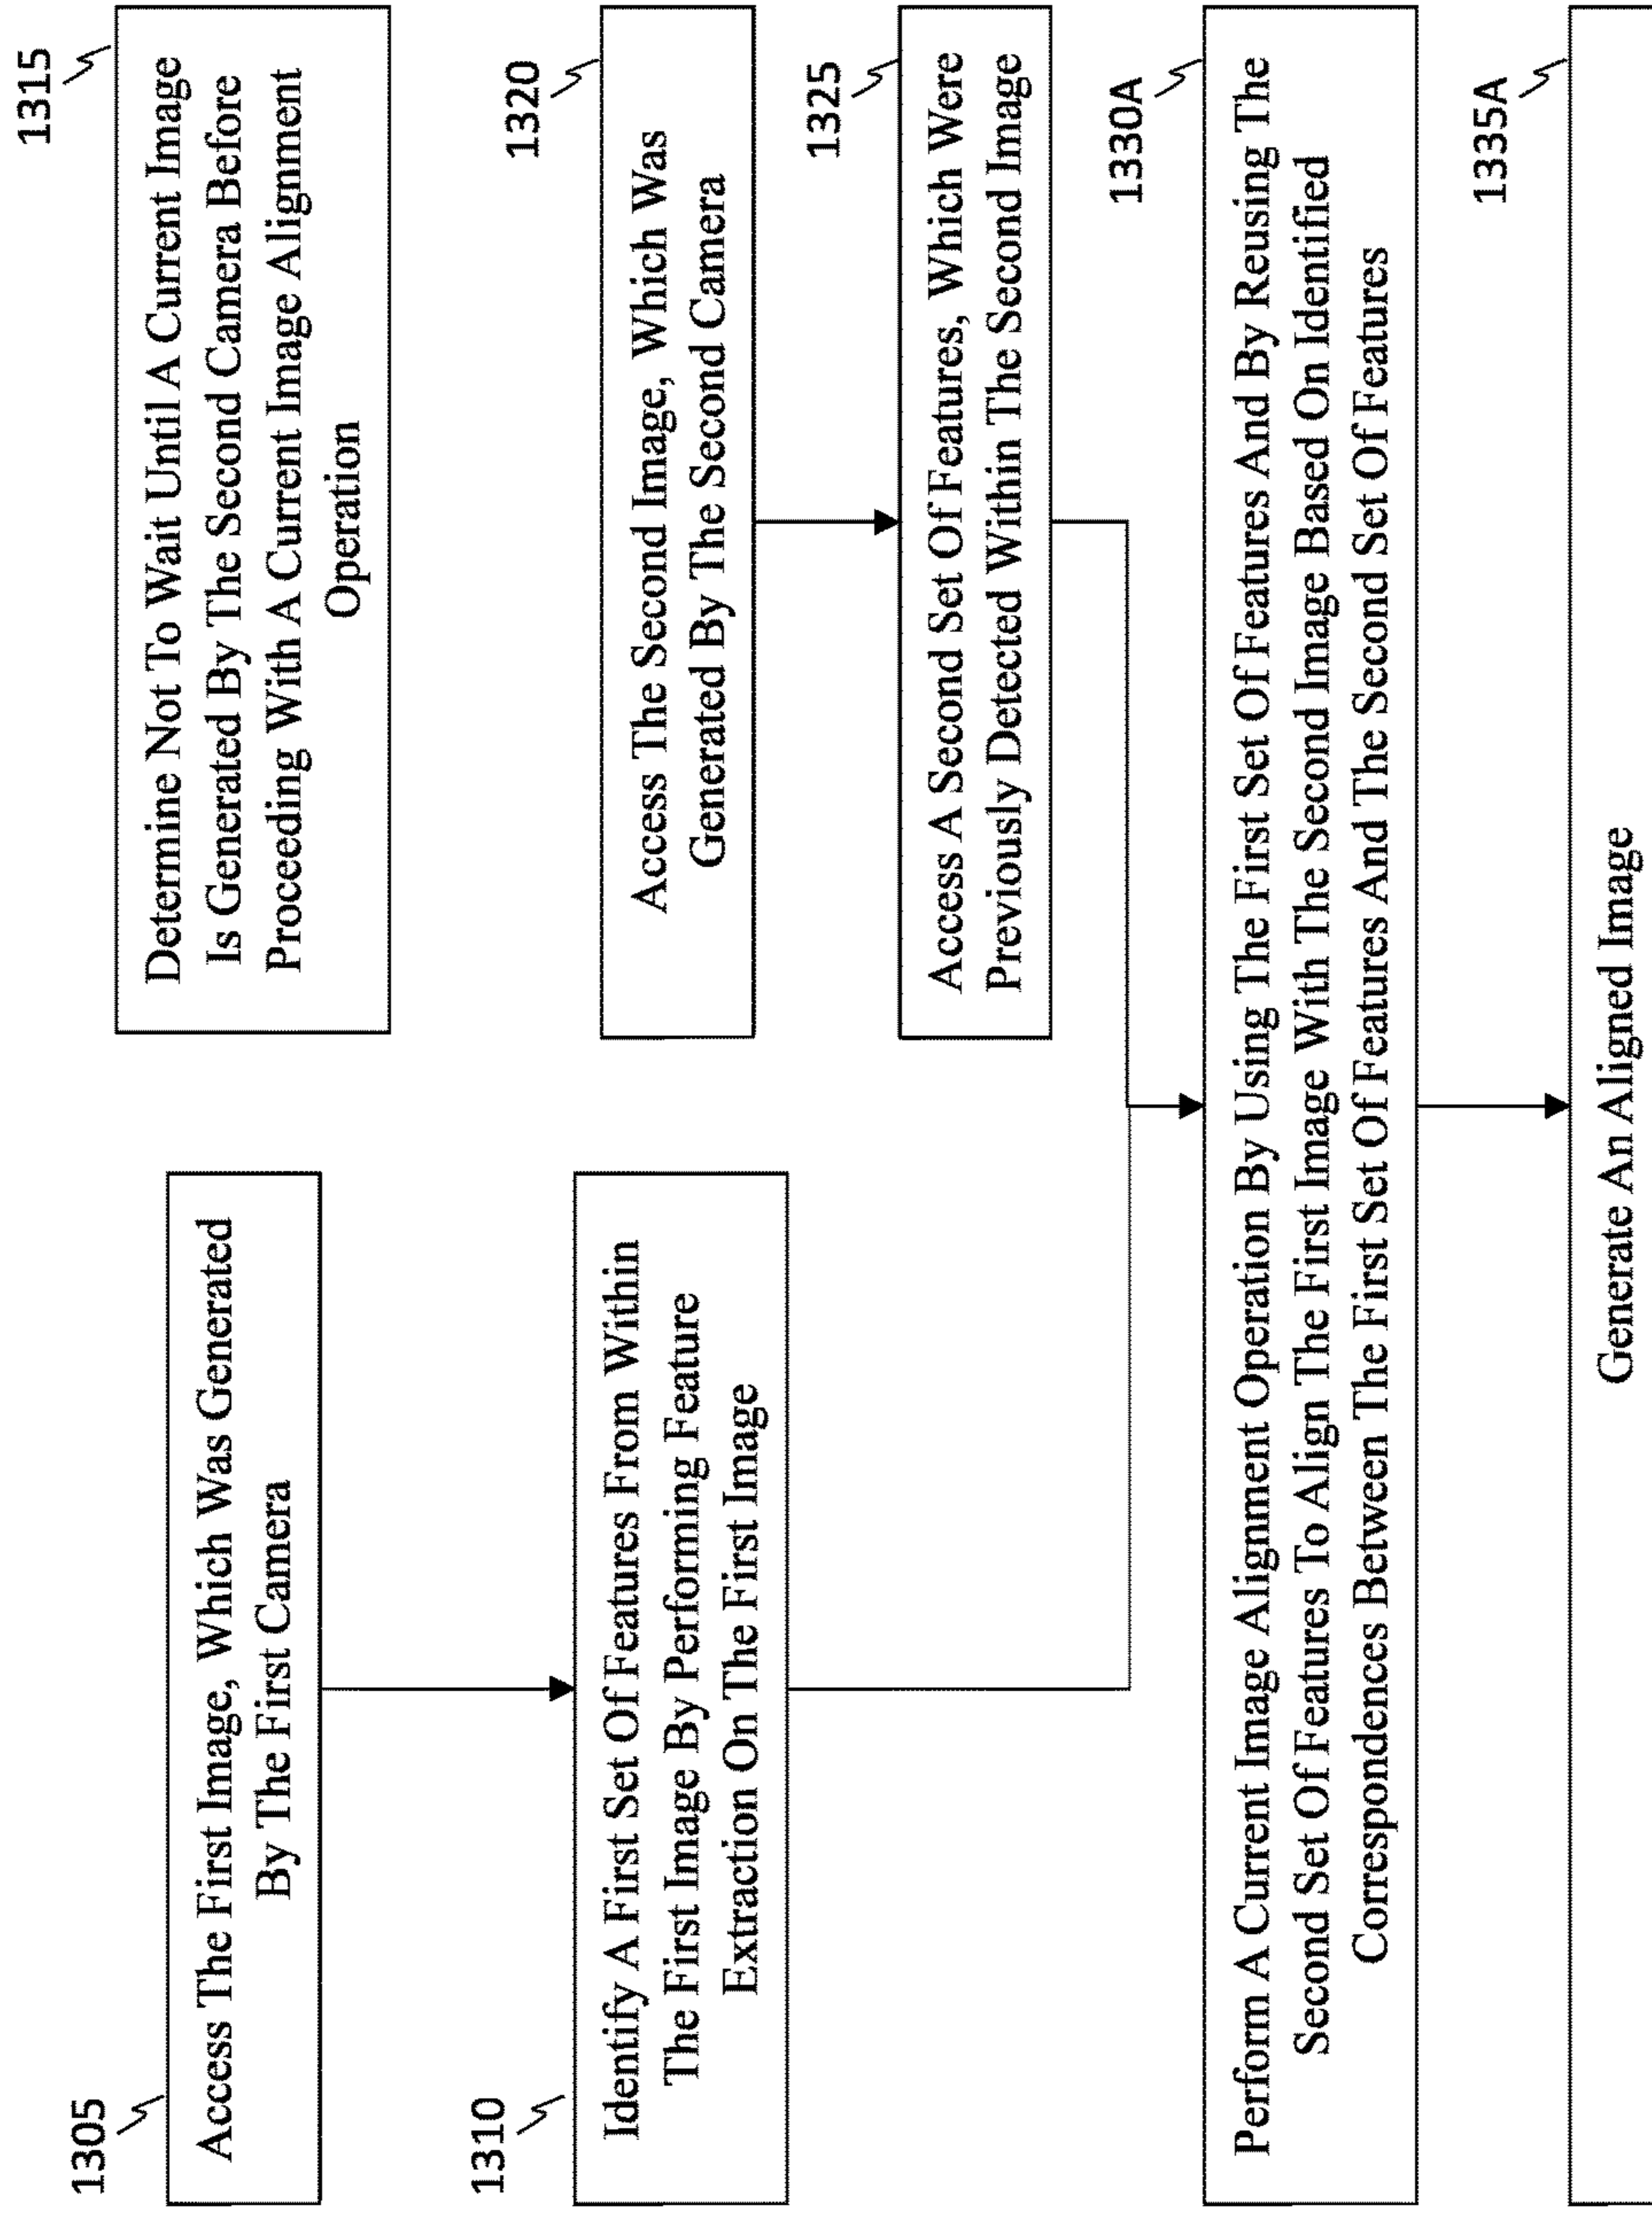 1305
Access The First Image, Which Was Generated
By The First Camera
1310
Identify A First Set Of Features From Within
The First Image By Performing Feature
Extraction On The First Image
1315
Determine Not To Wait Until A Current Image
Is Generated By The Second Camera Before
Proceeding With A Current Image Alignment
Operation
1320
Access The Second Image, Which Was
Generated By The Second Camera
1325
Access A Second Set Of Features, Which Were
Previously Detected Within The Second Image
1330A
Perform A Current Image Alignment Operation By Using The First Set Of Features And By Reusing The
Second Set Of Features To Align The First Image With The Second Image Based On Identified
Correspondences Between The First Set Of Features And The Second Set Of Features
1335A
Generate An Aligned Image